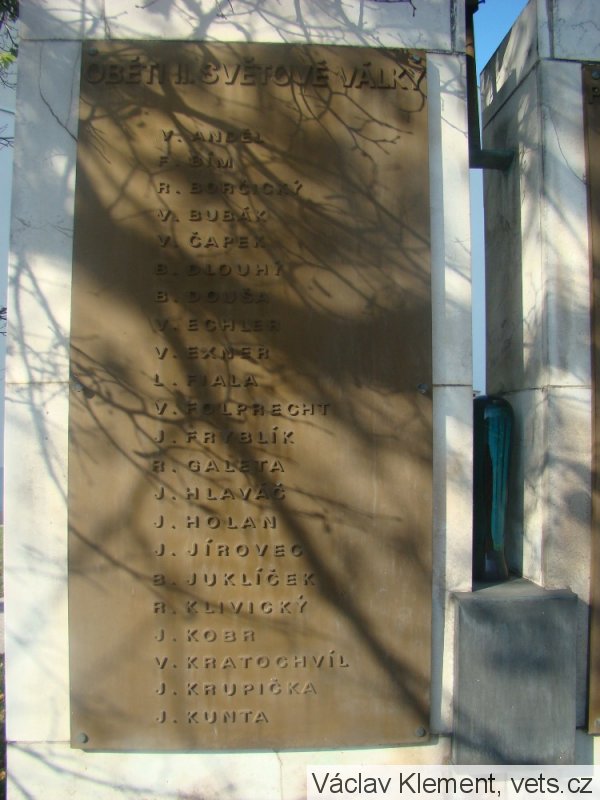 OBĚTI II. SVĚTOVÉ VÁLKY
V. ANDĚL
F. BÍM
R. BORČICKÝ
V. BUBÁK
V. ČAPEK
B. DLOUHÝ
B. DOUŠA
V. ECHLER
V. EXNER
L. FIALA
V. FOLPRECHT
J. FRYBLÍK
R. GALETA
J. HLAVÁČ
J. HOLAN
J. JÍROVEC
B. JUKLÍČEK
R. KLIVICKÝ
J. KOBR
V. KRATOCHVÍL
J. KRUPIČKA
J. KUNTA
Václav Klement, vets.cz